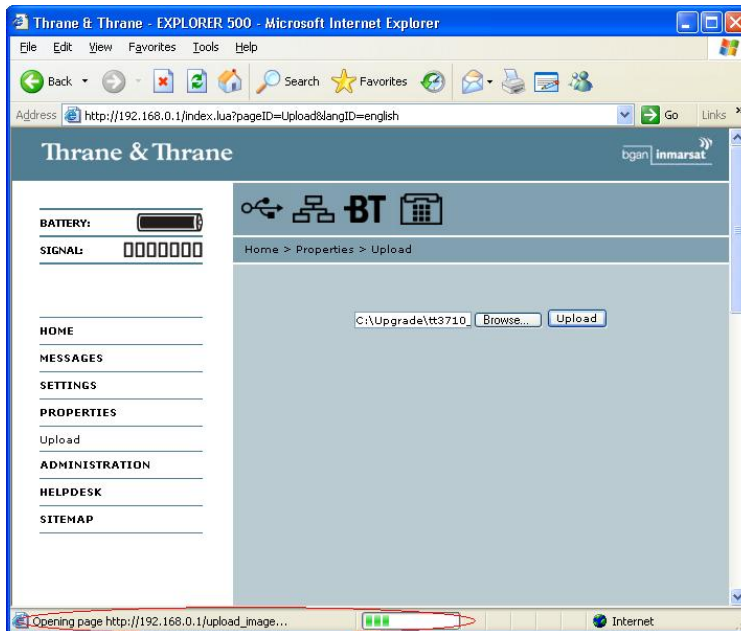 Thrane & Thrane - EXPLORER 500 - Microsoft Internet Explorer
File Edit View Favorites Tools Help
Back Search Favorites
Address http://192.168.0.1/index.lua?pageID=Upload&langID=english Go Links »
Thrane & Thrane bgan inmarsat
BATTERY: BT
SIGNAL: Home > Properties > Upload
C:\Upgrade\tt3710_ Browse... Upload
HOME
MESSAGES
SETTINGS
PROPERTIES
Upload
ADMINISTRATION
HELPDESK
SITEMAP
Opening page http://192.168.0.1/upload_image... Internet